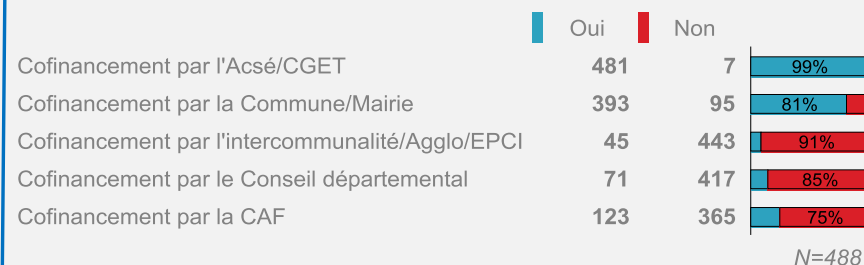 Oui Non
Cofinancement par l'Acsé/CGET 481 7 99%
Cofinancement par la Commune/Mairie 393 95 81%
Cofinancement par l'intercommunalité/Agglo/EPCI 45 443 91%
Cofinancement par le Conseil départemental 71 417 85%
Cofinancement par la CAF 123 365 75%
N=488